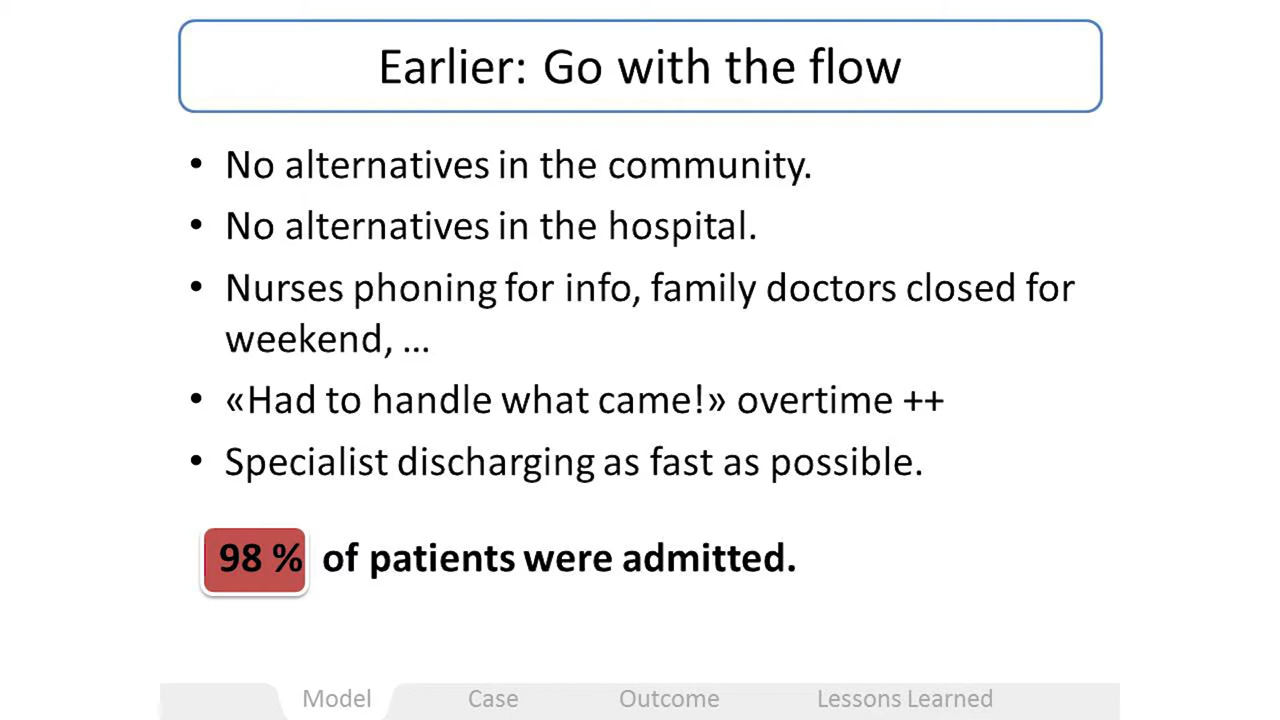 Earlier: Go with the flow
• No alternatives in the community.
• No alternatives in the hospital.
• Nurses phoning for info, family doctors closed for
weekend, ...
• «Had to handle what came!» overtime ++
• Specialist discharging as fast as possible.
98 % of patients were admitted.
Model Case Outcome Lessons Learned